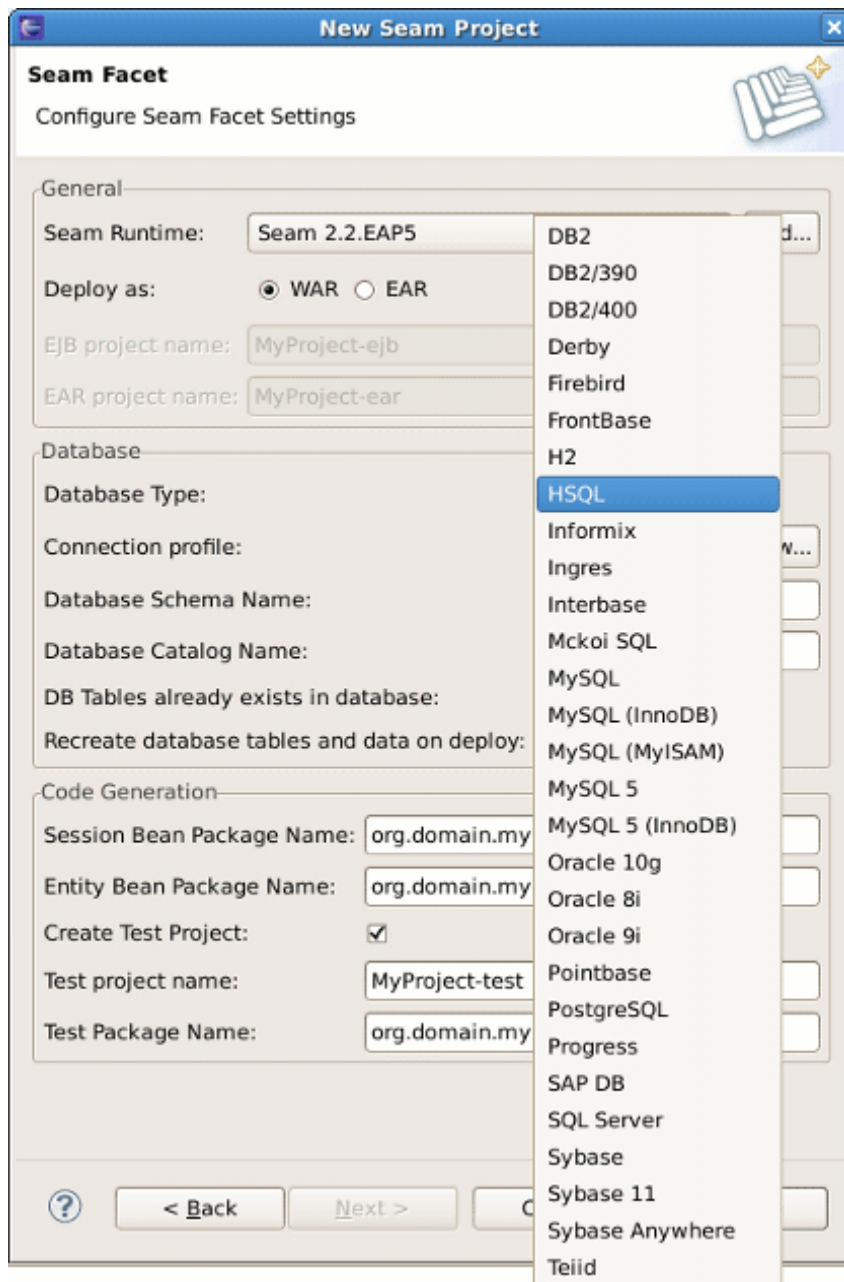 New Seam Project
Seam Facet
Configure Seam Facet Settings
General
Seam Runtime: Seam 2.2.EAP5 d...
Deploy as: WAR EAR
EJB project name: MyProject-ejb
EAR project name: MyProject-ear
Database
Database Type:
Connection profile: w...
Database Schema Name:
Database Catalog Name:
DB Tables already exists in database:
Recreate database tables and data on deploy:
Code Generation
Session Bean Package Name: org.domain.my
Entity Bean Package Name: org.domain.my
Create Test Project:
Test project name: MyProject-test
Test Package Name: org.domain.my
? < Back Next > C
DB2
DB2/390
DB2/400
Derby
Firebird
FrontBase
H2
HSQL
Informix
Ingres
Interbase
Mckoi SQL
MySQL
MySQL (InnoDB)
MySQL (MyISAM)
MySQL 5
MySQL 5 (InnoDB)
Oracle 10g
Oracle 8i
Oracle 9i
Pointbase
PostgreSQL
Progress
SAP DB
SQL Server
Sybase
Sybase 11
Sybase Anywhere
Teiid